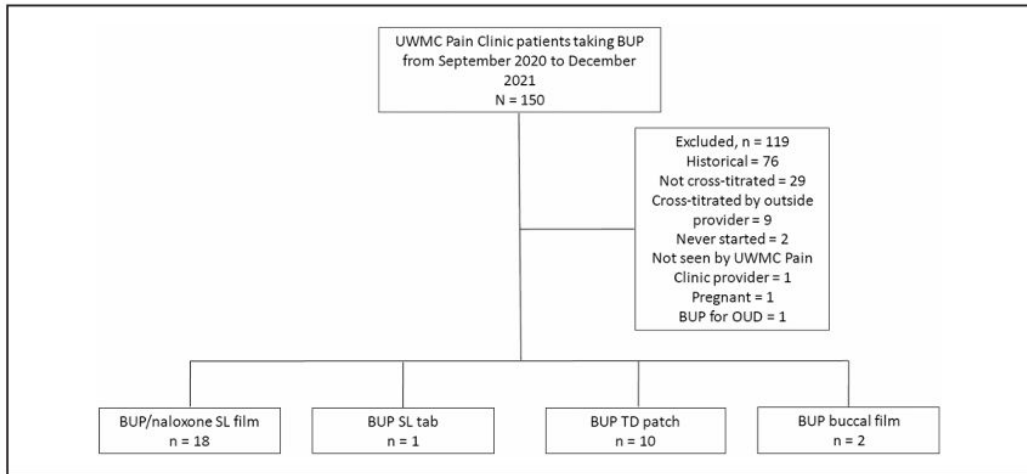 UWMC Pain Clinic patients taking BUP
from September 2020 to December
2021
N = 150
Excluded, n = 119
Historical = 76
Not cross-titrated = 29
Cross-titrated by outside
provider = 9
Never started = 2
Not seen by UWMC Pain
Clinic provider = 1
Pregnant = 1
BUP for OUD = 1
BUP/naloxone SL film
n = 18
BUP SL tab
n = 1
BUP TD patch
n = 10
BUP buccal film
n = 2